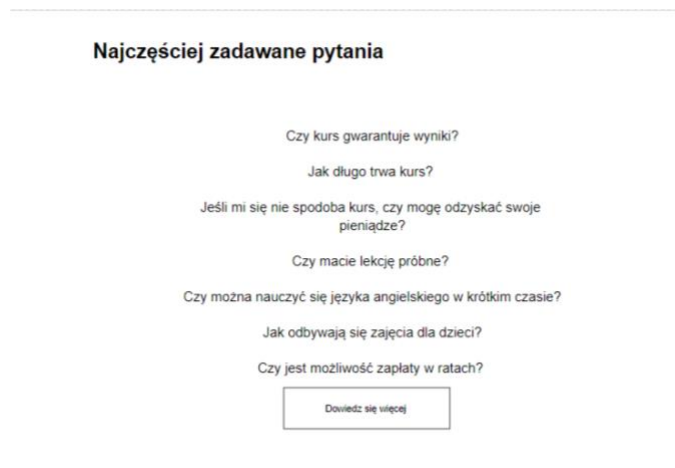 Najczęściej zadawane pytania
Czy kurs gwarantuje wyniki?
Jak długo trwa kurs?
Jeśli mi się nie spodoba kurs, czy mogę odzyskać swoje
pieniądze?
Czy macie lekcję próbne?
Czy można nauczyć się języka angielskiego w krótkim czasie?
Jak odbywają się zajęcia dla dzieci?
Czy jest możliwość zapłaty w ratach?
Dowiedz się więcej